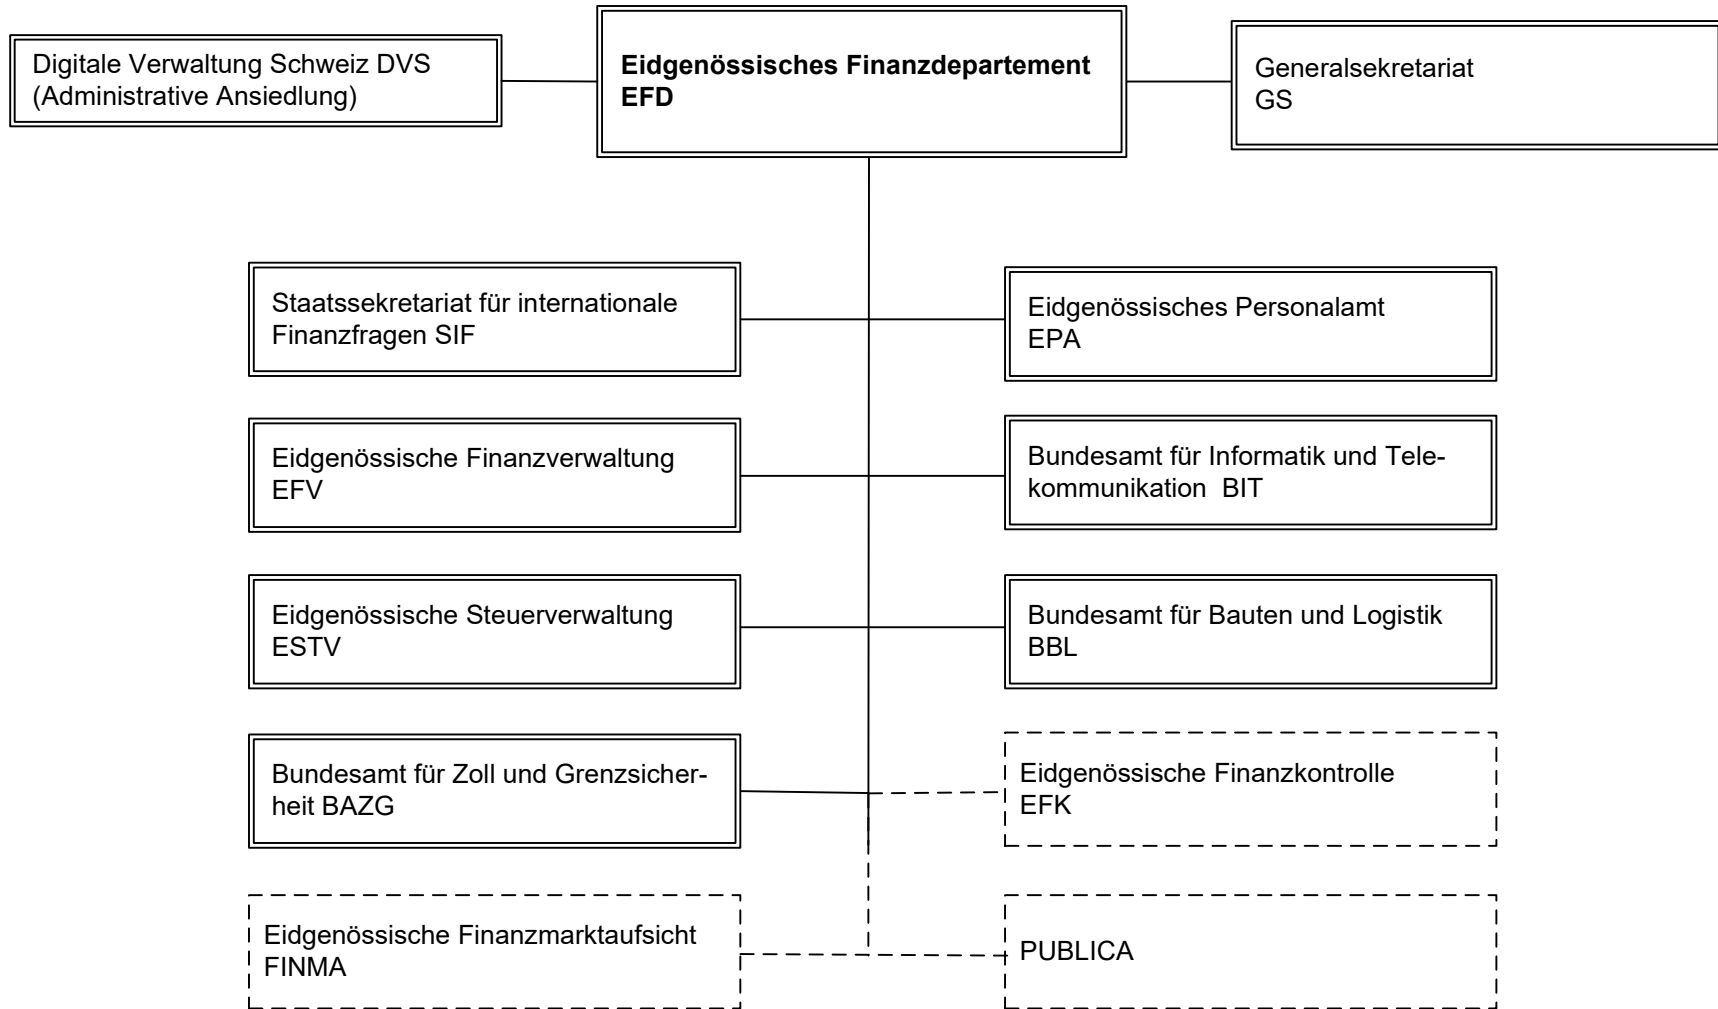 Digitale Verwaltung Schweiz DVS
(Administrative Ansiedlung)
Eidgenössisches Finanzdepartement
EFD
Generalsekretariat
GS
Staatssekretariat für internationale
Finanzfragen SIF
Eidgenössisches Personalamt
EPA
Eidgenössische Finanzverwaltung
EFV
Bundesamt für Informatik und Tele-
kommunikation  BIT
Eidgenössische Steuerverwaltung
ESTV
Bundesamt für Bauten und Logistik
BBL
Bundesamt für Zoll und Grenzsicher-
heit BAZG
Eidgenössische Finanzkontrolle
EFK
Eidgenössische Finanzmarktaufsicht
FINMA
PUBLICA